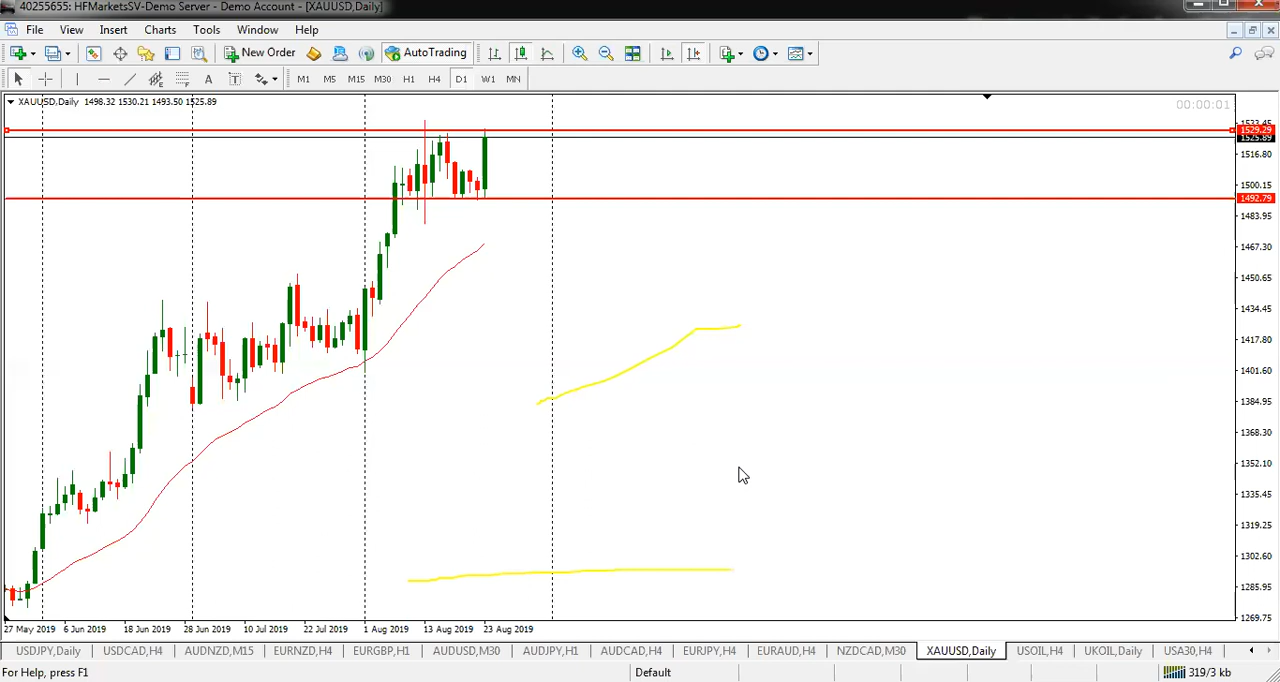 40255655: HFMarketsSV-Demo Server - Demo Account - [XAUUSD,Daily]
File View Insert Charts Tools Window Help
New Order AutoTrading
A T M1 M5 M15 M30 H1 H4 D1 W1 MN
XAUUSD,Daily 1498.32 1530.21 1493.50 1525.89
00:00:01
1533.45
1529.29
1525.89
1516.80
1500.15
1492.79
1483.95
1467.30
1450.65
1434.45
1417.80
1401.60
1384.95
1368.30
1352.10
1335.45
1319.25
1302.60
1285.95
1269.75
27 May 2019 6 Jun 2019 18 Jun 2019 28 Jun 2019 10 Jul 2019 22 Jul 2019 1 Aug 2019 13 Aug 2019 23 Aug 2019
USDJPY,Daily USDCAD,H4 AUDNZD,M15 EURNZD,H4 EURGBP,H1 AUDUSD,M30 AUDJPY,H1 AUDCAD,H4 EURJPY,H4 EURAUD,H4 NZDCAD,M30 XAUUSD,Daily USOIL,H4 UKOIL,Daily USA30,H4
For Help, press F1 Default 319/3 kb